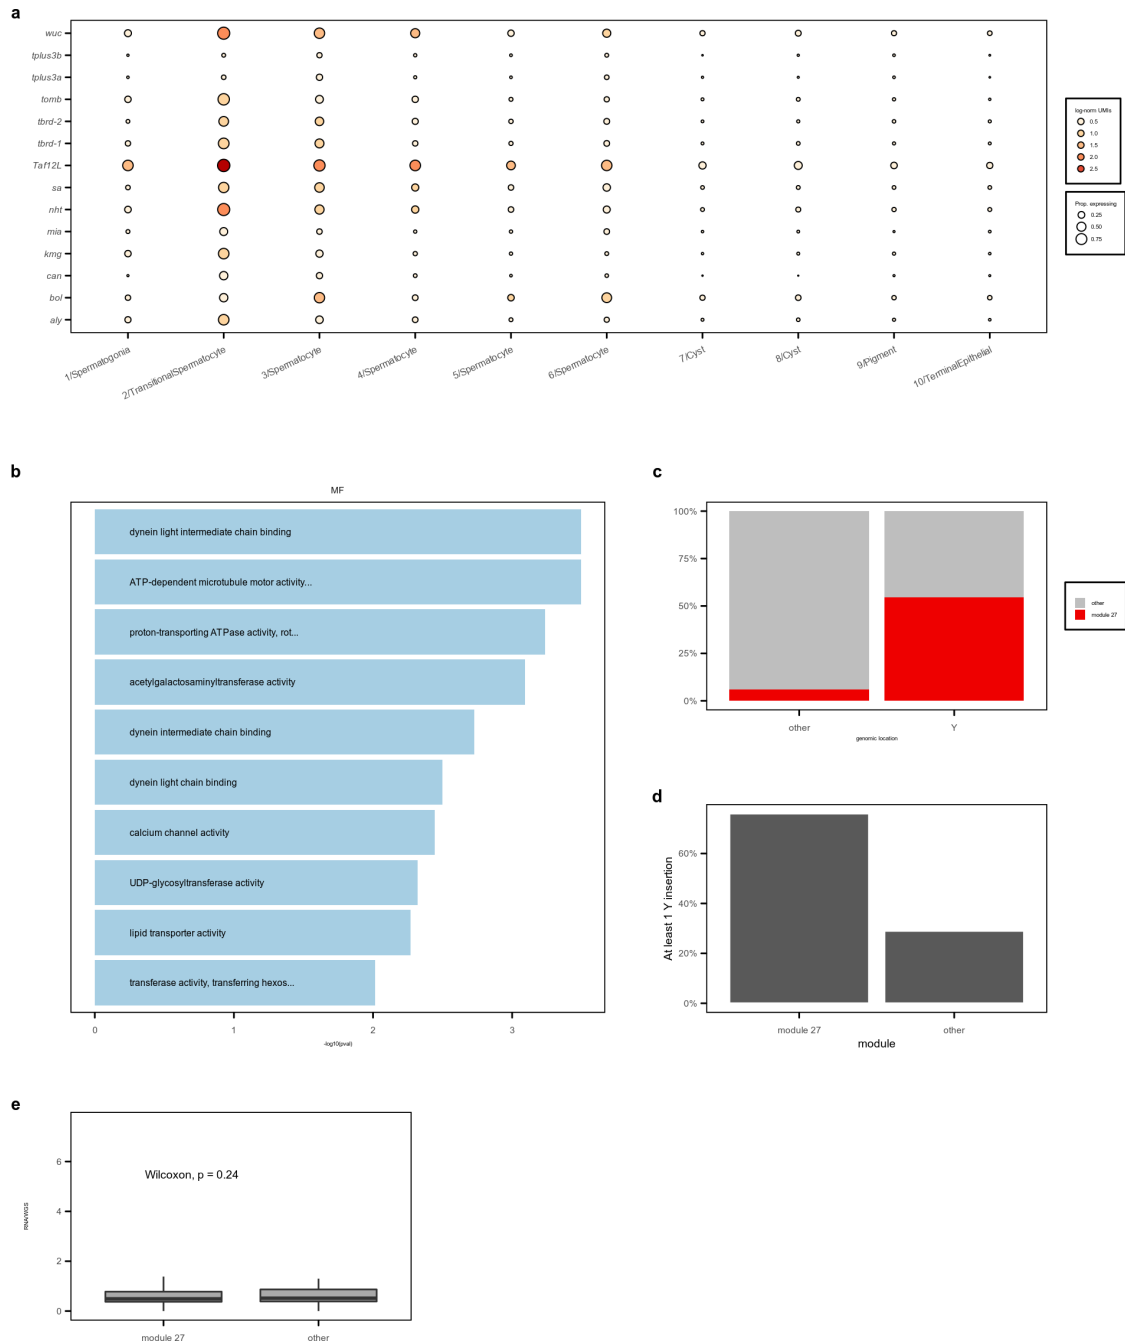 a
wuc
tplus3b
tplus3a
tomb
tbrd-2
tbrd-1
Taf12L
sa
nht
mia
kmg
can
bol
aly
1/Spermatogonia
2/TransitionalSpermatocyte
3/Spermatocyte
4/Spermatocyte
5/Spermatocyte
6/Spermatocyte
7/Cyst
8/Cyst
9/Pigment
10/TerminalEpithelial
log-norm UMIs
0.5
1.0
1.5
2.0
2.5
Prop. expressing
0.25
0.50
0.75
b
MF
dynein light intermediate chain binding
ATP-dependent microtubule motor activity...
proton-transporting ATPase activity, rot...
acetylgalactosaminyltransferase activity
dynein intermediate chain binding
dynein light chain binding
calcium channel activity
UDP-glycosyltransferase activity
lipid transporter activity
transferase activity, transferring hexos...
0
1
2
3
-log10(pval)
c
100%
75%
50%
25%
0%
other
Y
genomic location
other
module 27
d
At least 1 Y insertion
60%
40%
20%
0%
module 27
other
module
e
RNA/WGS
6
4
2
0
Wilcoxon, p = 0.24
module 27
other